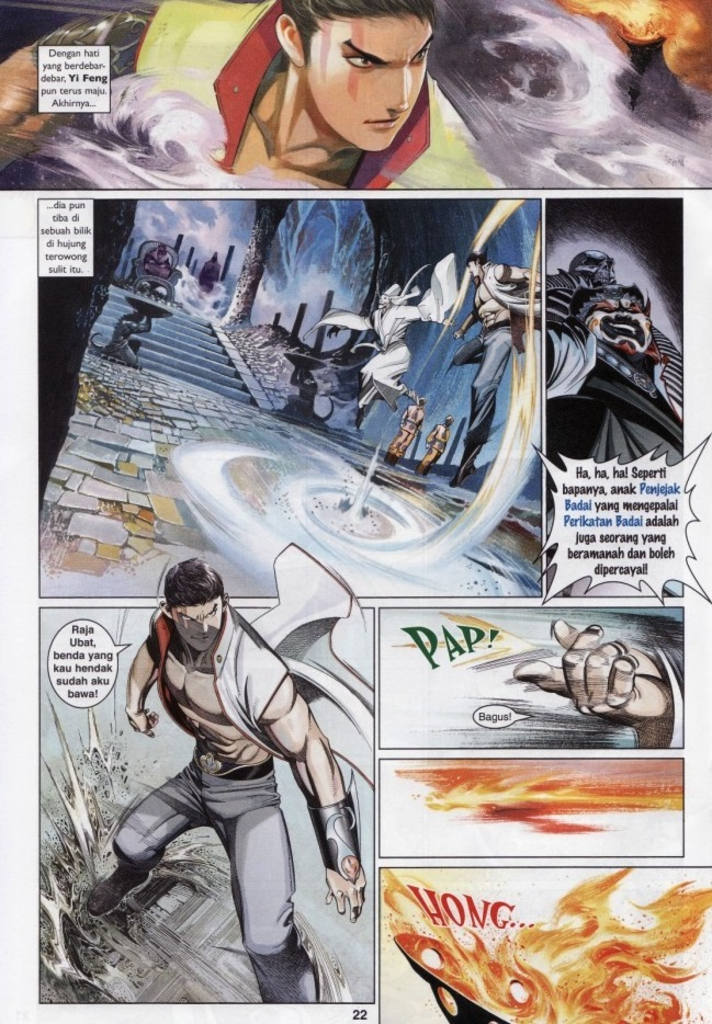 Dengan hati
yang berdebar-
debar, Yi Feng
pun terus maju.
Akhirnya...
...dia pun
tiba di
sebuah bilik
di hujung
terowong
sulit itu.
Ha, ha, ha! Seperti
bapanya, anak Penjejak
Badai yang mengepalai
Perikatan Badai adalah
juga seorang yang
beramanah dan boleh
dipercayai!
Raja
Ubat,
benda yang
kau hendak
sudah aku
bawa!
PAP!
Bagus!
HONG...
22